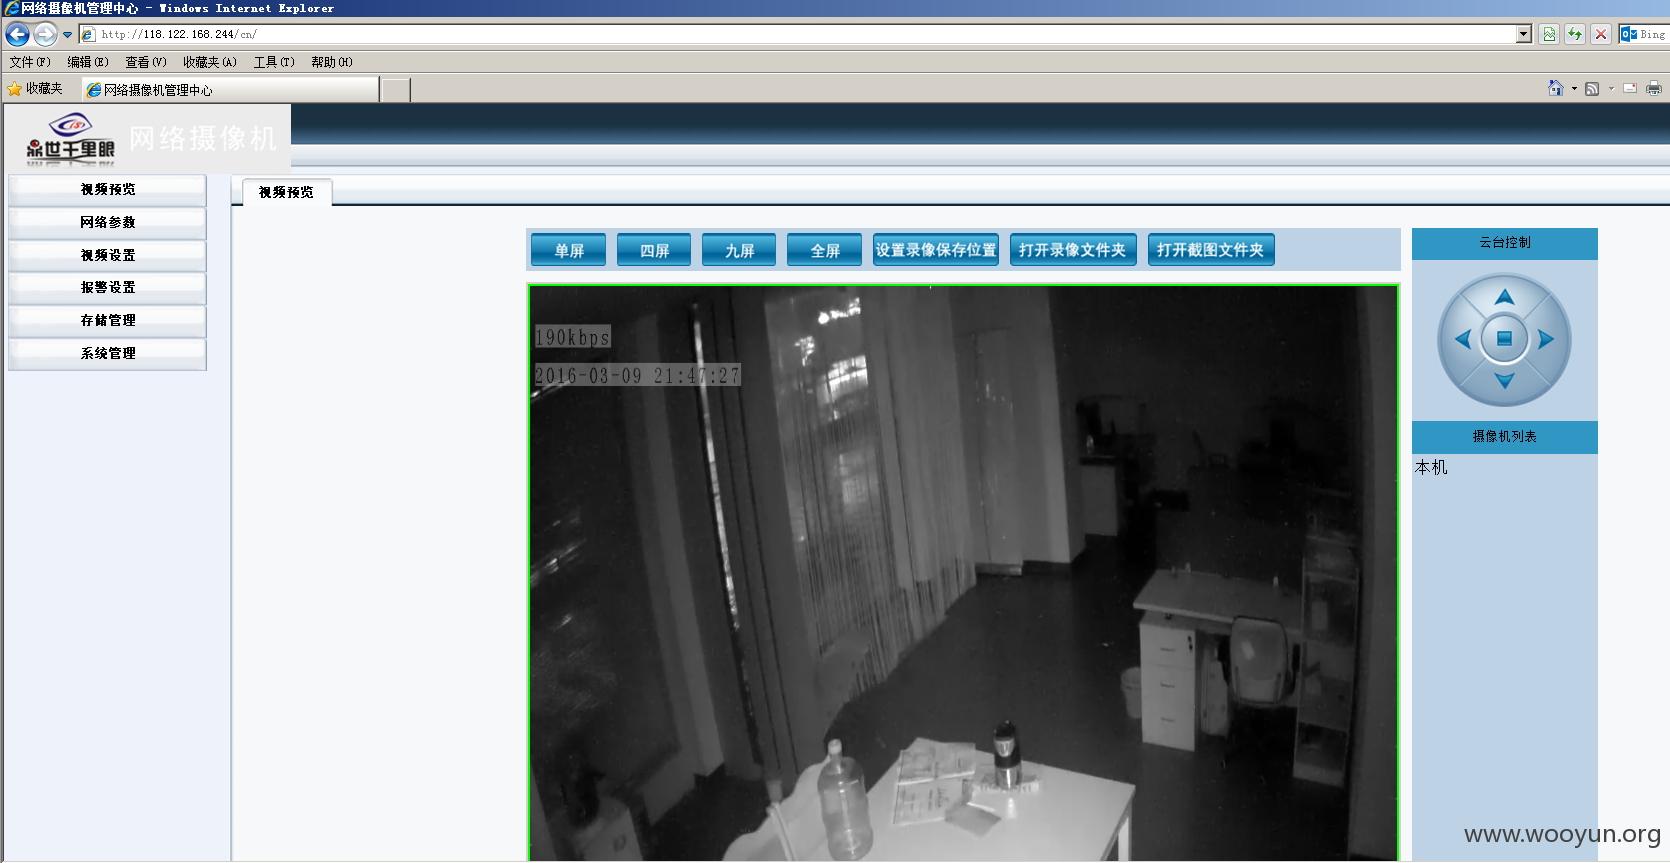 网络摄像机管理中心 - Windows Internet Explorer
http://118.122.168.244/cn/
Bing
文件(F) 编辑(E) 查看(V) 收藏夹(A) 工具(T) 帮助(H)
收藏夹 网络摄像机管理中心
鼎世千里眼 网络摄像机
视频预览
网络参数
视频设置
报警设置
存储管理
系统管理
视频预览
单屏 四屏 九屏 全屏 设置录像保存位置 打开录像文件夹 打开截图文件夹
190kbps
2016-03-09 21:47:27
云台控制
摄像机列表
本机
www.wooyun.org